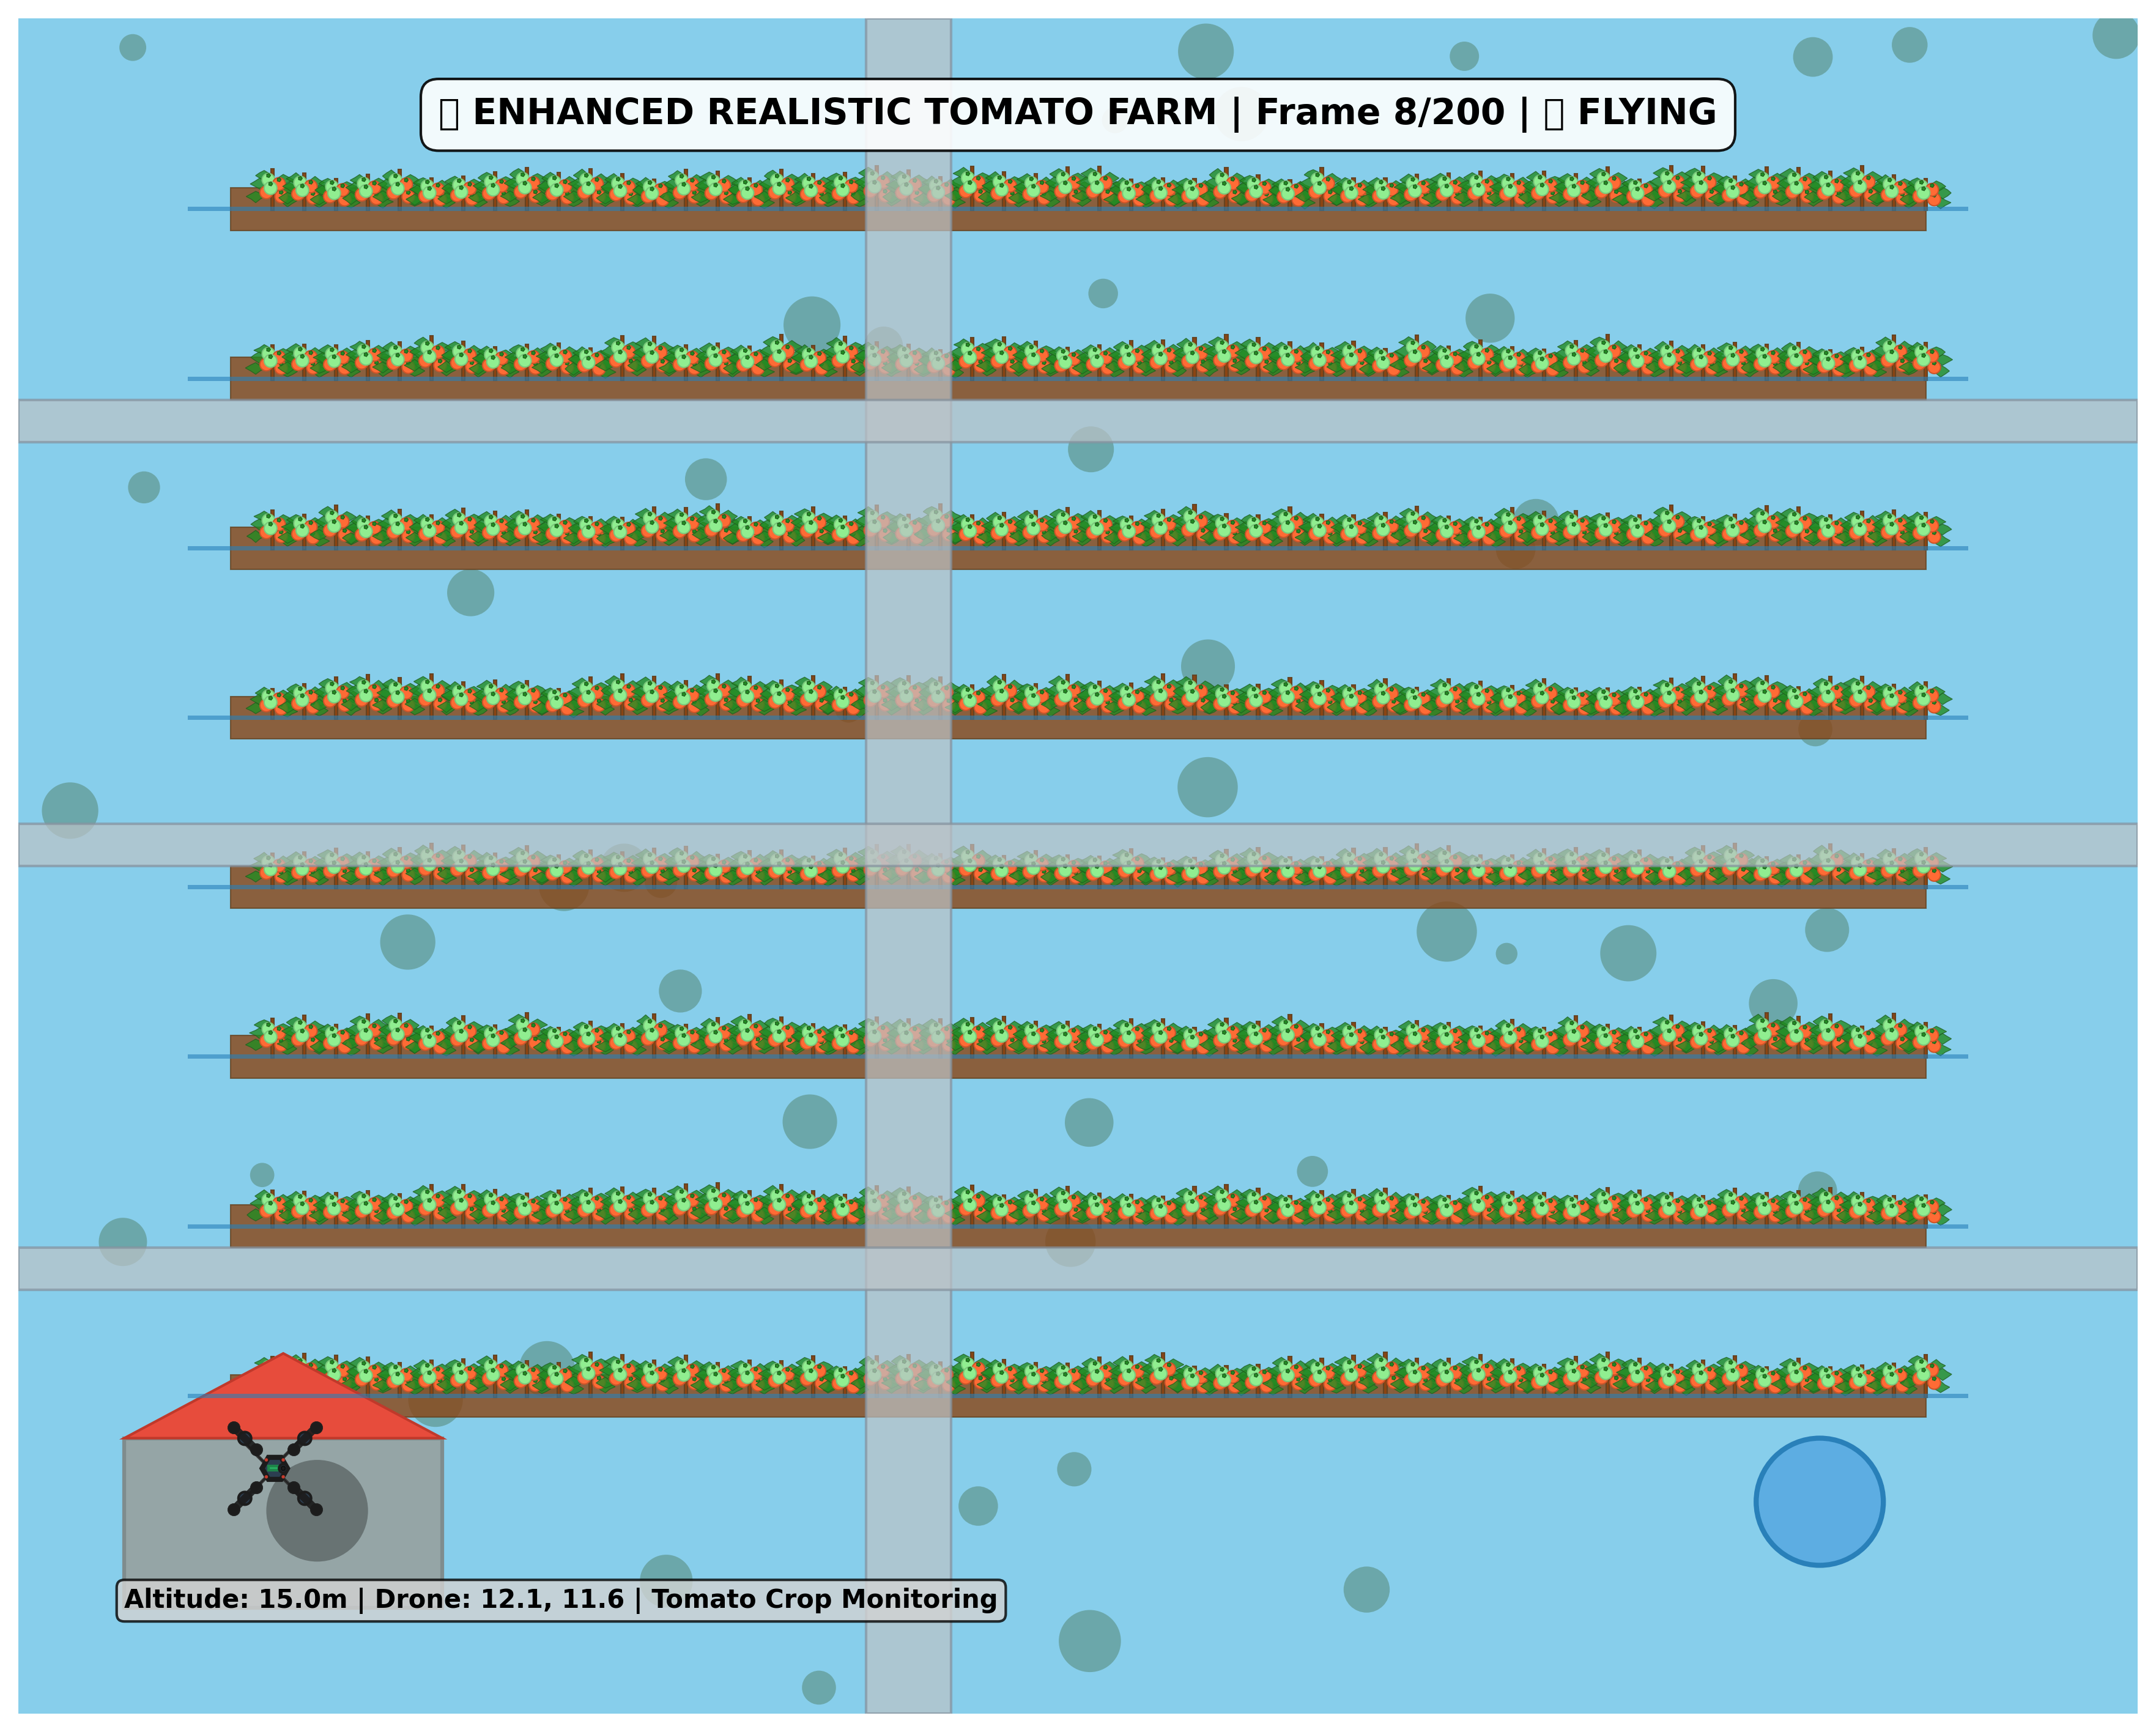 ▯ ENHANCED REALISTIC TOMATO FARM | Frame 8/200 | ▯ FLYING
Altitude: 15.0m | Drone: 12.1, 11.6 | Tomato Crop Monitoring